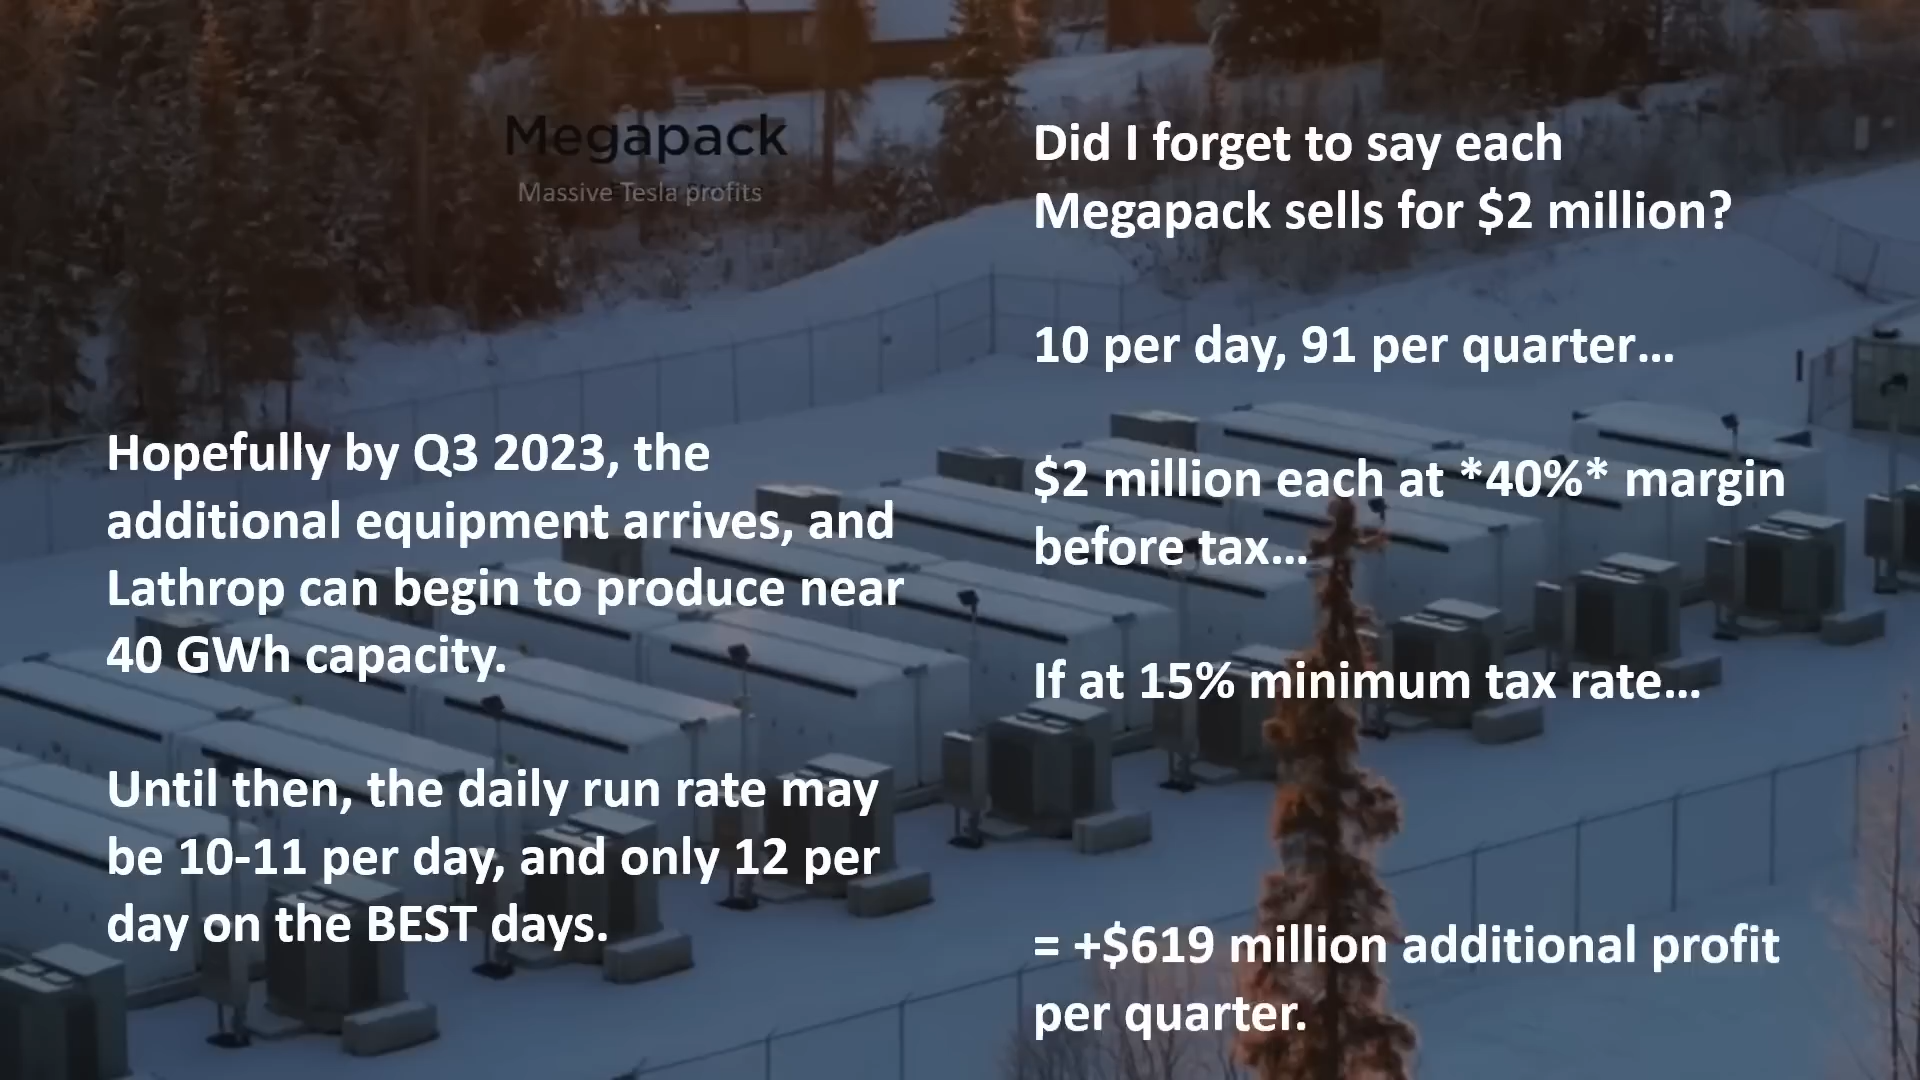 Megapack
Massive Tesla profits
Hopefully by Q3 2023, the
additional equipment arrives, and
Lathrop can begin to produce near
40 GWh capacity.
Until then, the daily run rate may
be 10-11 per day, and only 12 per
day on the BEST days.
Did I forget to say each
Megapack sells for $2 million?
10 per day, 91 per quarter…
$2 million each at *40%* margin
before tax…
If at 15% minimum tax rate…
= +$619 million additional profit
per quarter.